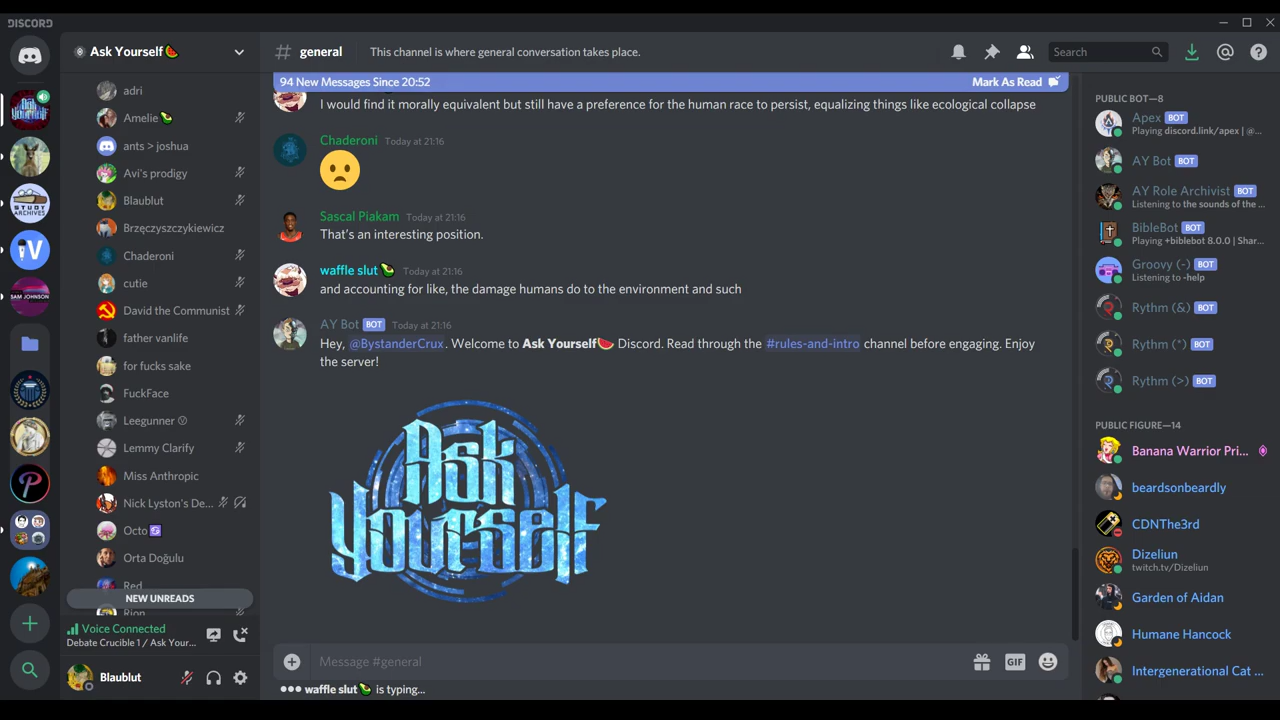 DISCORD
Ask Yourself🍉
general
This channel is where general conversation takes place.
Search
94 New Messages Since 20:52
Mark As Read
adri
Amelie🥑
ants > joshua
Avi's prodigy
Blaublut
Brzęczyszczykiewicz
Chaderoni
cutie
David the Communist
father vanlife
for fucks sake
FuckFace
Leegunner Ⓥ
Lemmy Clarify
Miss Anthropic
Nick Lyston's De...
Octo
Orta Doğulu
Red
NEW UNREADS
Rion
Voice Connected
Debate Crucible 1 / Ask Your...
Blaublut
I would find it morally equivalent but still have a preference for the human race to persist, equalizing things like ecological collapse
Chaderoni Today at 21:16
Sascal Piakam Today at 21:16
That's an interesting position.
waffle slut🥑 Today at 21:16
and accounting for like, the damage humans do to the environment and such
AY Bot BOT Today at 21:16
Hey, @BystanderCrux. Welcome to Ask Yourself🍉 Discord. Read through the #rules-and-intro channel before engaging. Enjoy
the server!
Ask
Yourself
Message #general
GIF
waffle slut🥑 is typing...
PUBLIC BOT—8
Apex BOT
Playing discord.link/apex | @...
AY Bot BOT
AY Role Archivist BOT
Listening to the sounds of the ...
BibleBot BOT
Playing +biblebot 8.0.0 | Shar...
Groovy (-) BOT
Listening to -help
Rythm (&) BOT
Rythm (*) BOT
Rythm (>) BOT
PUBLIC FIGURE—14
Banana Warrior Pri...
beardsonbeardly
CDNThe3rd
Dizeliun
twitch.tv/Dizeliun
Garden of Aidan
Humane Hancock
Intergenerational Cat ...
STUDY
ARCHIVES
V
SAM JOHNSON